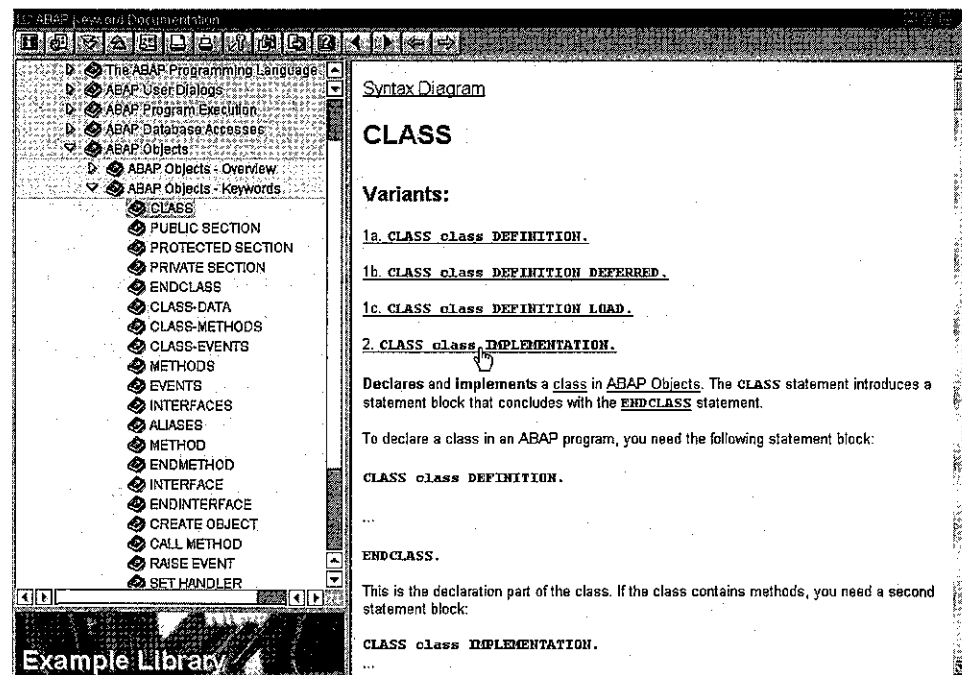 ABAP Keyword Documentation
The ABAP Programming Language
ABAP User Dialogs
ABAP Program Execution
ABAP Database Accesses
ABAP Objects
ABAP Objects - Overview
ABAP Objects - Keywords
CLASS
PUBLIC SECTION
PROTECTED SECTION
PRIVATE SECTION
ENDCLASS
CLASS-DATA
CLASS-METHODS
CLASS-EVENTS
METHODS
EVENTS
INTERFACES
ALIASES
METHOD
ENDMETHOD
INTERFACE
ENDINTERFACE
CREATE OBJECT
CALL METHOD
RAISE EVENT
SET HANDLER
Example Library
Syntax Diagram
CLASS
Variants:
1a. CLASS class DEFINITION.
1b. CLASS class DEFINITION DEFERRED.
1c. CLASS class DEFINITION LOAD.
2. CLASS class IMPLEMENTATION.
Declares and implements a class in ABAP Objects. The CLASS statement introduces a
statement block that concludes with the ENDCLASS statement.
To declare a class in an ABAP program, you need the following statement block:
CLASS class DEFINITION.
...
ENDCLASS.
This is the declaration part of the class. If the class contains methods, you need a second
statement block:
CLASS class IMPLEMENTATION.
...